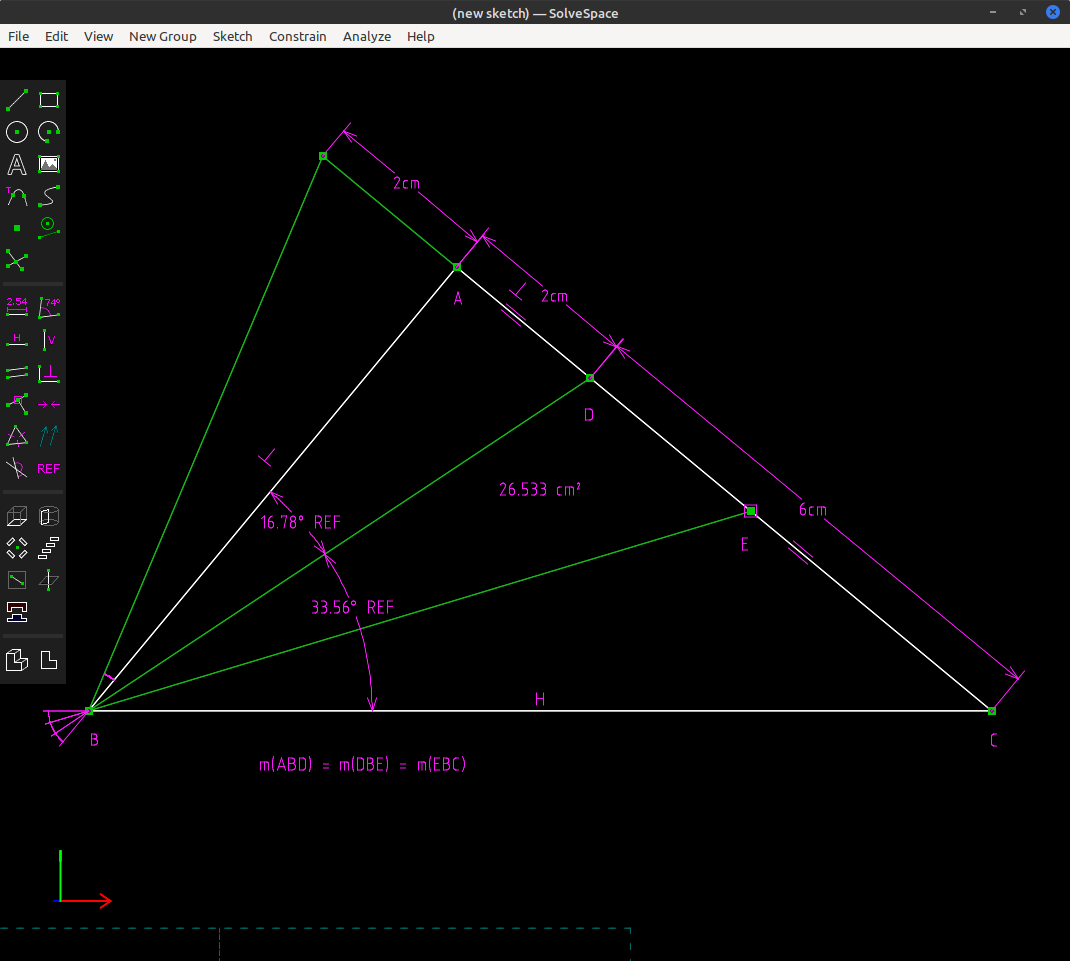 (new sketch) — SolveSpace
File Edit View New Group Sketch Constrain Analyze Help
A
T
2.54 74°
H V
REF
2cm
2cm
A
D
26.533 cm²
6cm
16.78° REF
E
33.56° REF
H
B
C
m(ABD) = m(DBE) = m(EBC)